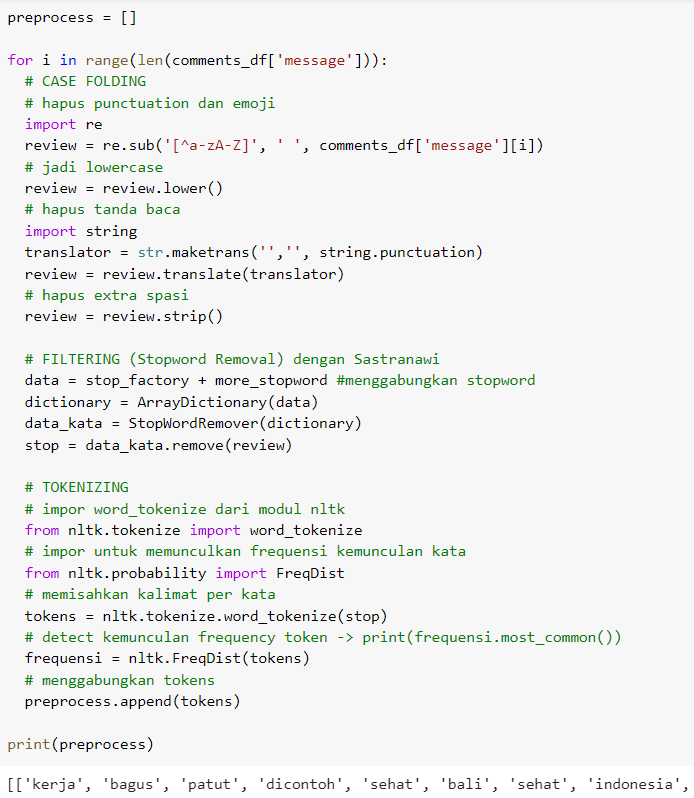 preprocess = []

for i in range(len(comments_df['message'])):
  # CASE FOLDING
  # hapus punctuation dan emoji
  import re
  review = re.sub('[^a-zA-Z]', ' ', comments_df['message'][i])
  # jadi lowercase
  review = review.lower()
  # hapus tanda baca
  import string
  translator = str.maketrans('','', string.punctuation)
  review = review.translate(translator)
  # hapus extra spasi
  review = review.strip()

  # FILTERING (Stopword Removal) dengan Sastranawi
  data = stop_factory + more_stopword #menggabungkan stopword
  dictionary = ArrayDictionary(data)
  data_kata = StopWordRemover(dictionary)
  stop = data_kata.remove(review)

  # TOKENIZING
  # impor word_tokenize dari modul nltk
  from nltk.tokenize import word_tokenize
  # impor untuk memunculkan frequensi kemunculan kata
  from nltk.probability import FreqDist
  # memisahkan kalimat per kata
  tokens = nltk.tokenize.word_tokenize(stop)
  # detect kemunculan frequency token -> print(frequensi.most_common())
  frequensi = nltk.FreqDist(tokens)
  # menggabungkan tokens
  preprocess.append(tokens)

print(preprocess)

[['kerja', 'bagus', 'patut', 'dicontoh', 'sehat', 'bali', 'sehat', 'indonesia',